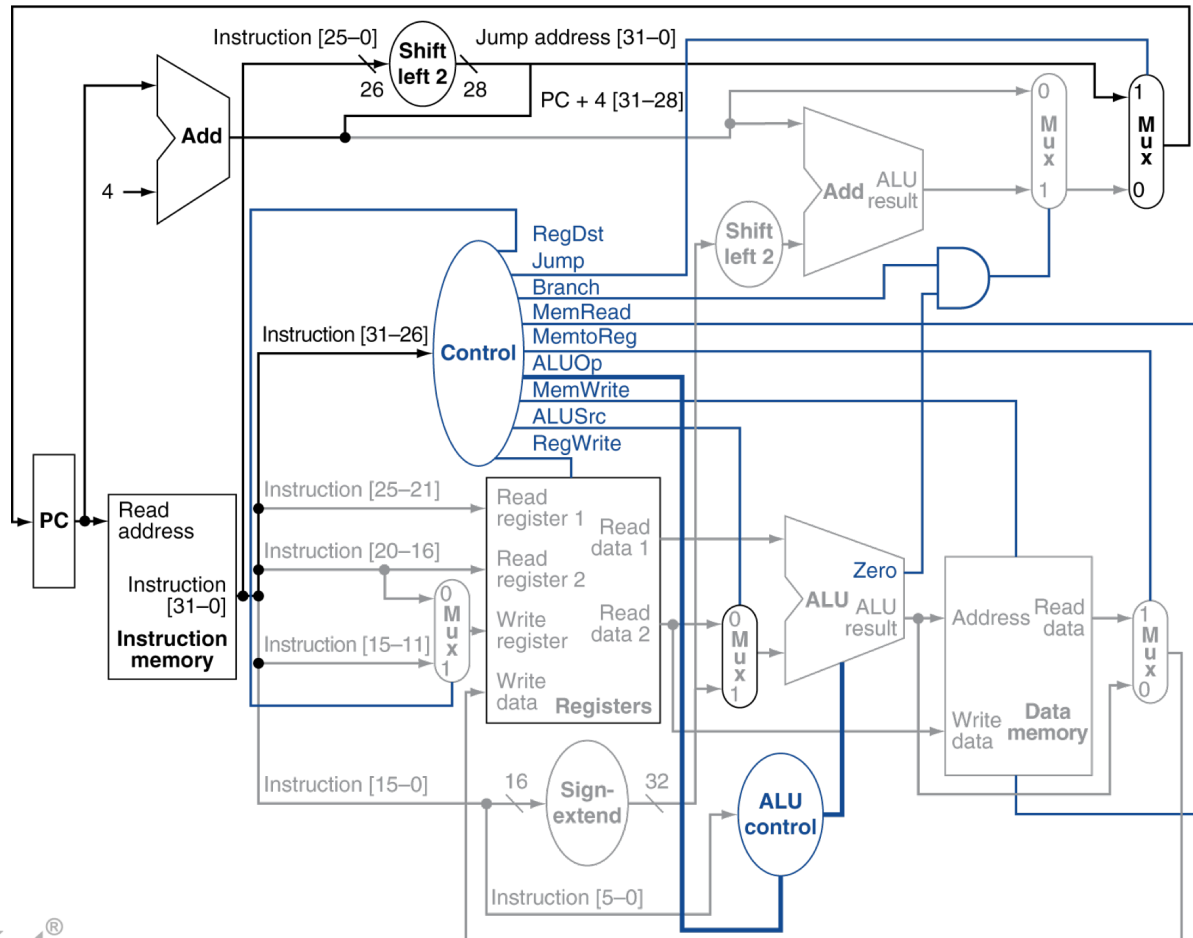 Instruction [25–0]
Shift
left 2
Jump address [31–0]
26
28
PC + 4 [31–28]
Add
4
0
Mux
1
1
Mux
0
Add
ALU
result
Shift
left 2
RegDst
Jump
Branch
MemRead
MemtoReg
ALUOp
MemWrite
ALUSrc
RegWrite
Instruction [31–26]
Control
PC
Read
address
Instruction
[31–0]
Instruction
memory
Instruction [25–21]
Instruction [20–16]
Instruction [15–11]
0
Mux
1
Read
register 1
Read
register 2
Write
register
Write
data
Read
data 1
Read
data 2
Registers
0
Mux
1
Zero
ALU
ALU
result
Address
Read
data
Write
data
Data
memory
1
Mux
0
Instruction [15–0]
16
Sign-
extend
32
ALU
control
Instruction [5–0]
®